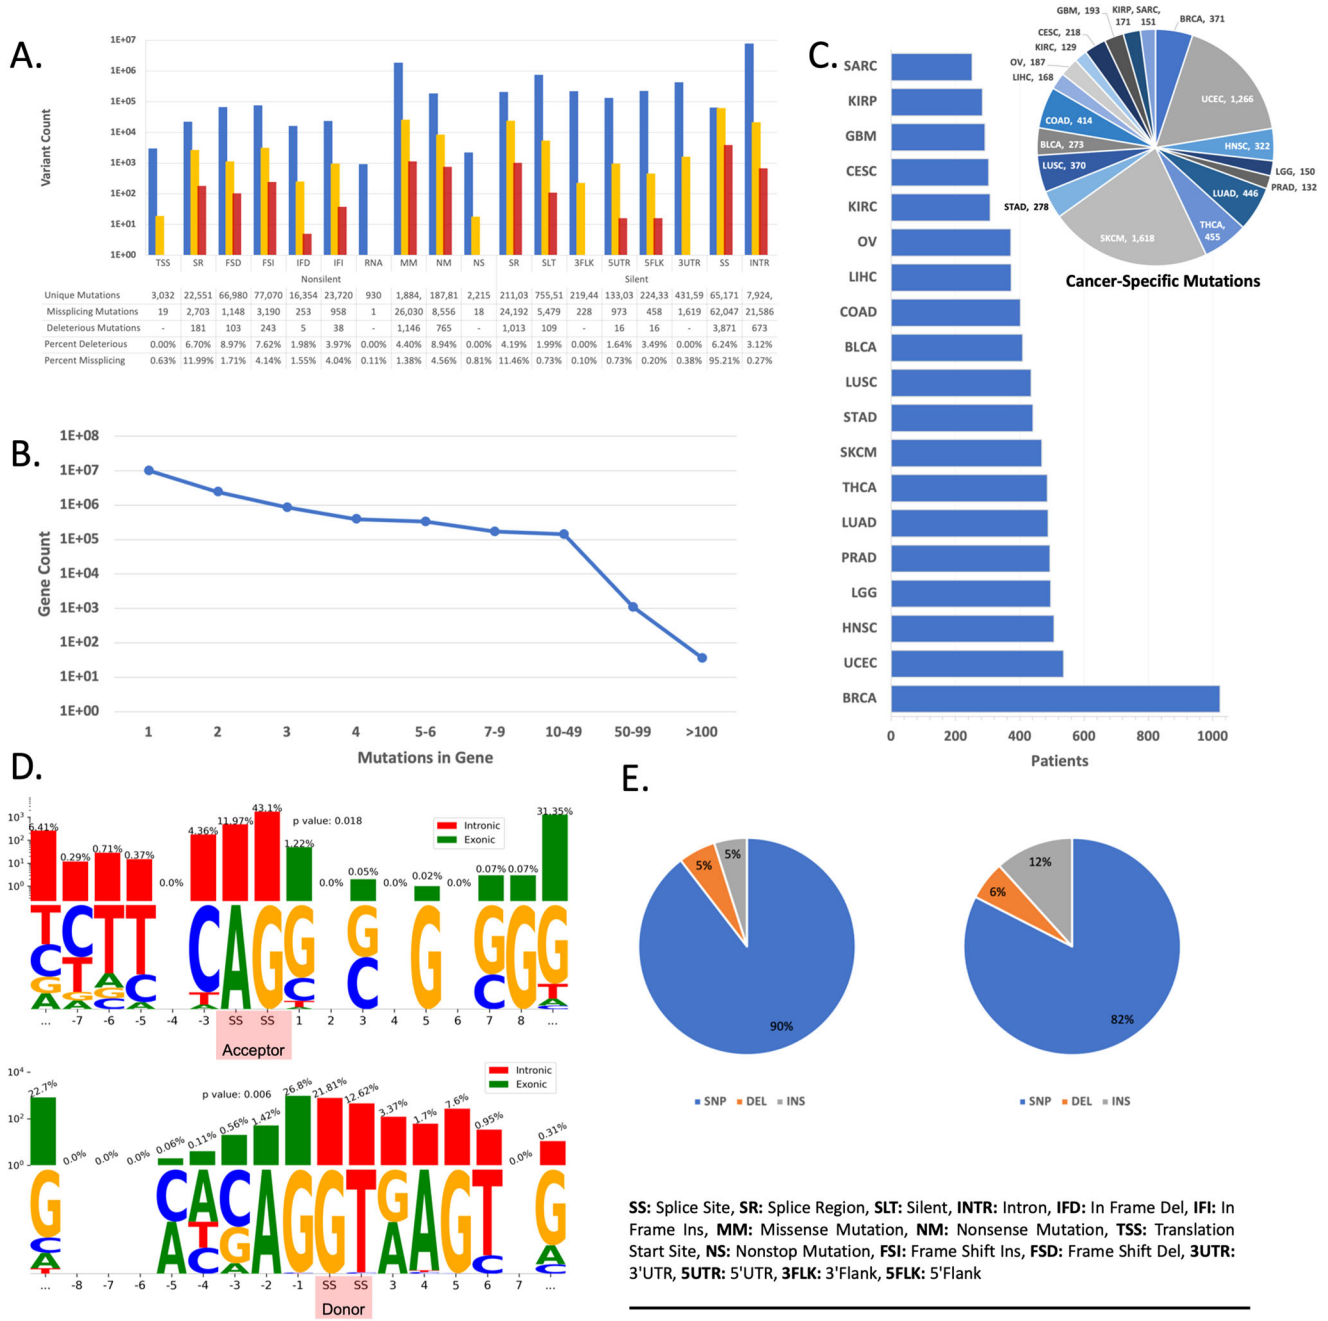 A.
1E+07
1E+06
1E+05
1E+04
1E+03
1E+02
1E+01
1E+00
Variant Count
TSS SR FSD FSI IFD IFI RNA MM NM NS SR SLT 3FLK 5UTR 5FLK 3UTR SS INTR
Nonsilent Silent
Unique Mutations 3,032 22,551 66,980 77,070 16,354 23,720 930 1,884, 187,81 2,215 211,03 755,51 219,44 133,03 224,33 431,59 65,171 7,924,
Missplicing Mutations 19 2,703 1,148 3,190 253 958 1 26,030 8,556 18 24,192 5,479 228 973 458 1,619 62,047 21,586
Deleterious Mutations - 181 103 243 5 38 - 1,146 765 - 1,013 109 - 16 16 - 3,871 673
Percent Deleterious 0.00% 6.70% 8.97% 7.62% 1.98% 3.97% 0.00% 4.40% 8.94% 0.00% 4.19% 1.99% 0.00% 1.64% 3.49% 0.00% 6.24% 3.12%
Percent Missplicing 0.63% 11.99% 1.71% 4.14% 1.55% 4.04% 0.11% 1.38% 4.56% 0.81% 11.46% 0.73% 0.10% 0.73% 0.20% 0.38% 95.21% 0.27%
B.
1E+08
1E+07
1E+06
1E+05
1E+04
1E+03
1E+02
1E+01
1E+00
Gene Count
1 2 3 4 5-6 7-9 10-49 50-99 >100
Mutations in Gene
C.
SARC
KIRP
GBM
CESC
KIRC
OV
LIHC
COAD
BLCA
LUSC
STAD
SKCM
THCA
LUAD
PRAD
LGG
HNSC
UCEC
BRCA
0 200 400 600 800 1000
Patients
BRCA, 371
UCEC, 1,266
HNSC, 322
LGG, 150
PRAD, 132
LUAD, 446
THCA,
455
SKCM, 1,618
STAD, 278
LUSC, 370
BLCA, 273
COAD, 414
LIHC, 168
OV, 187
KIRC, 129
CESC, 218
GBM, 193
KIRP, SARC,
171 151
Cancer-Specific Mutations
D.
10³
10²
10¹
10⁰
6.41% 0.29% 0.71% 0.37% 0.0% 4.36% 11.97% 43.1% 1.22% 0.0% 0.05% 0.0% 0.02% 0.0% 0.07% 0.07% 31.35%
p value: 0.018
Intronic
Exonic
T C T T C A G G G G G G G
C T A C T C C C C T
G G G A T A
A A C C
... -7 -6 -5 -4 -3 SS SS 1 2 3 4 5 6 7 8 ...
Acceptor
10⁴
10²
10⁰
22.7% 0.0% 0.0% 0.0% 0.06% 0.11% 0.56% 1.42% 26.8% 21.81% 12.62% 3.37% 1.7% 7.6% 0.95% 0.0% 0.31%
p value: 0.006
Intronic
Exonic
G C A C A G G T G A G T G
C A T G A C A
A C A C
T
... -8 -7 -6 -5 -4 -3 -2 -1 SS SS 3 4 5 6 7 ...
Donor
E.
5% 5%
90%
SNP DEL INS
12%
6%
82%
SNP DEL INS
SS: Splice Site, SR: Splice Region, SLT: Silent, INTR: Intron, IFD: In Frame Del, IFI: In
Frame Ins, MM: Missense Mutation, NM: Nonsense Mutation, TSS: Translation
Start Site, NS: Nonstop Mutation, FSI: Frame Shift Ins, FSD: Frame Shift Del, 3UTR:
3'UTR, 5UTR: 5'UTR, 3FLK: 3'Flank, 5FLK: 5'Flank